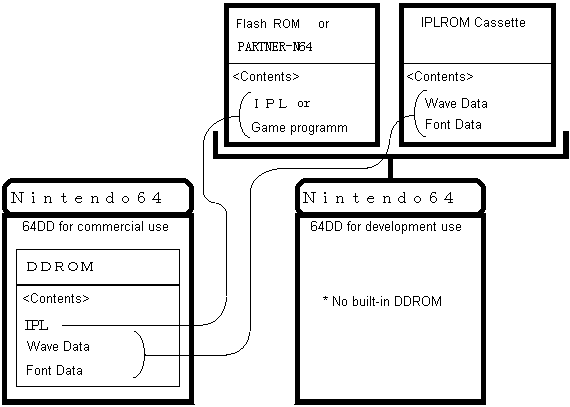 Flash ROM or
PARTNER-N64
<Contents>
IPL or
Game programm
IPLROM Cassette
<Contents>
Wave Data
Font Data
Nintendo64
64DD for commercial use
DDROM
<Contents>
IPL
Wave Data
Font Data
Nintendo64
64DD for development use
* No built-in DDROM